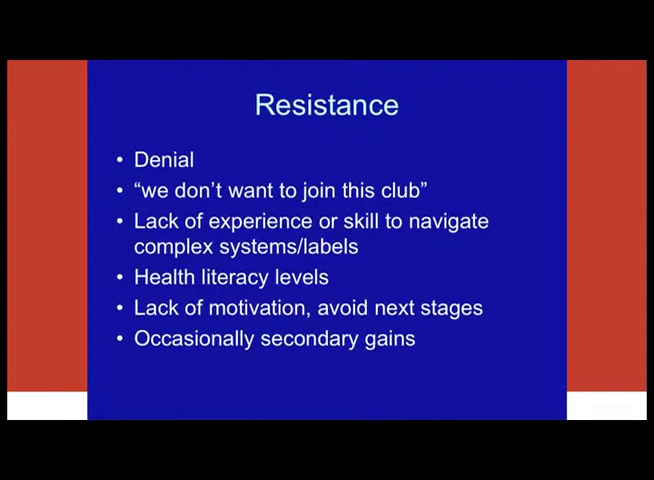 Resistance
• Denial
• “we don’t want to join this club”
• Lack of experience or skill to navigate
complex systems/labels
• Health literacy levels
• Lack of motivation, avoid next stages
• Occasionally secondary gains